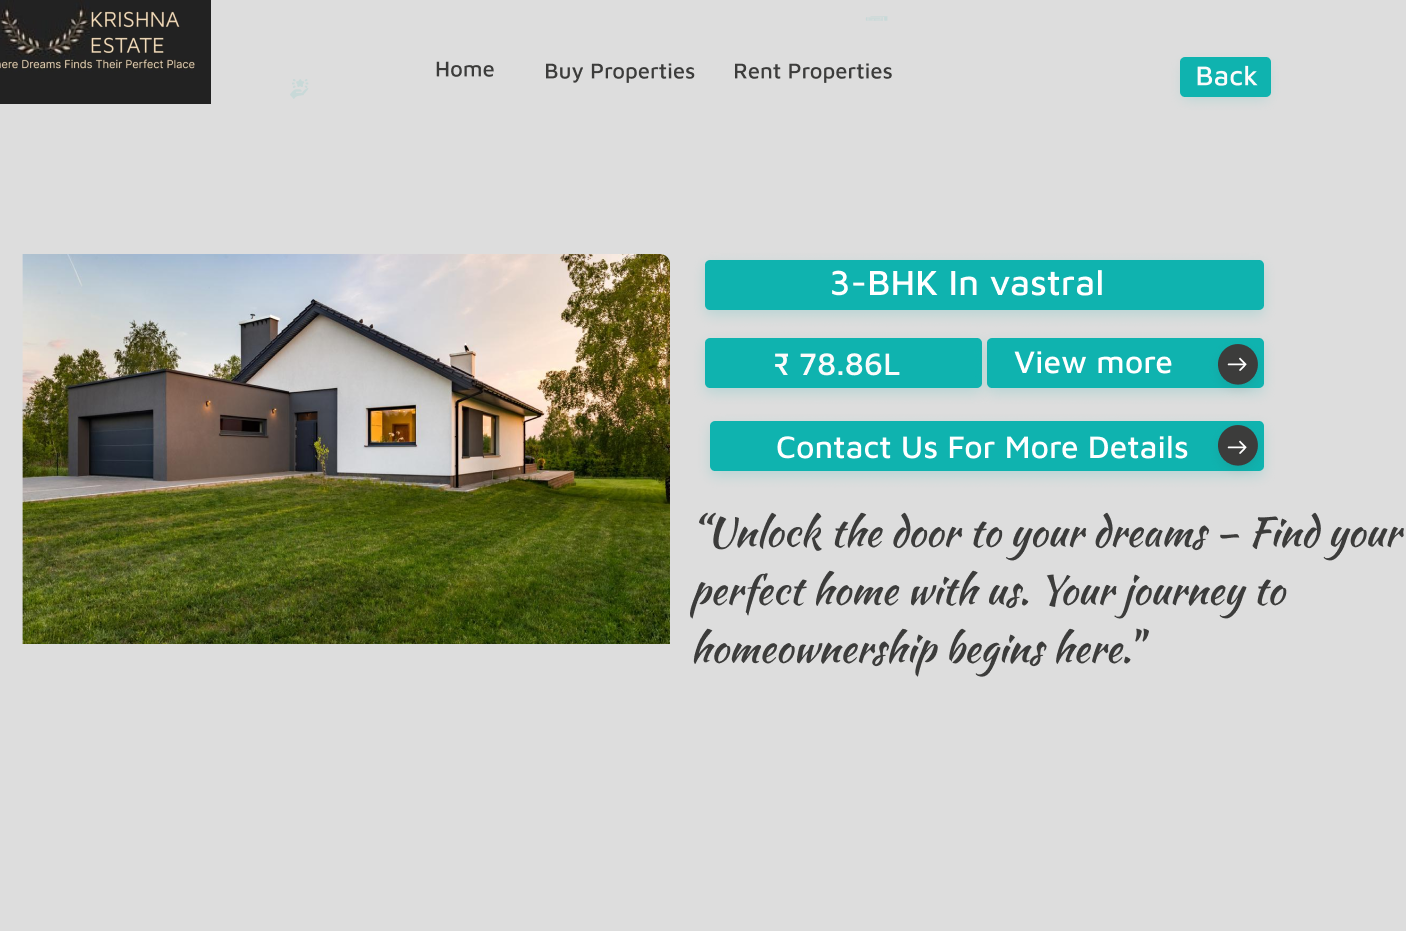 KRISHNA
ESTATE
Dreams Finds Their Perfect Place
Home
Buy Properties
Rent Properties
Back
3-BHK In vastral
₹ 78.86L
View more
Contact Us For More Details
“Unlock the door to your dreams – Find your
perfect home with us. Your journey to
homeownership begins here."